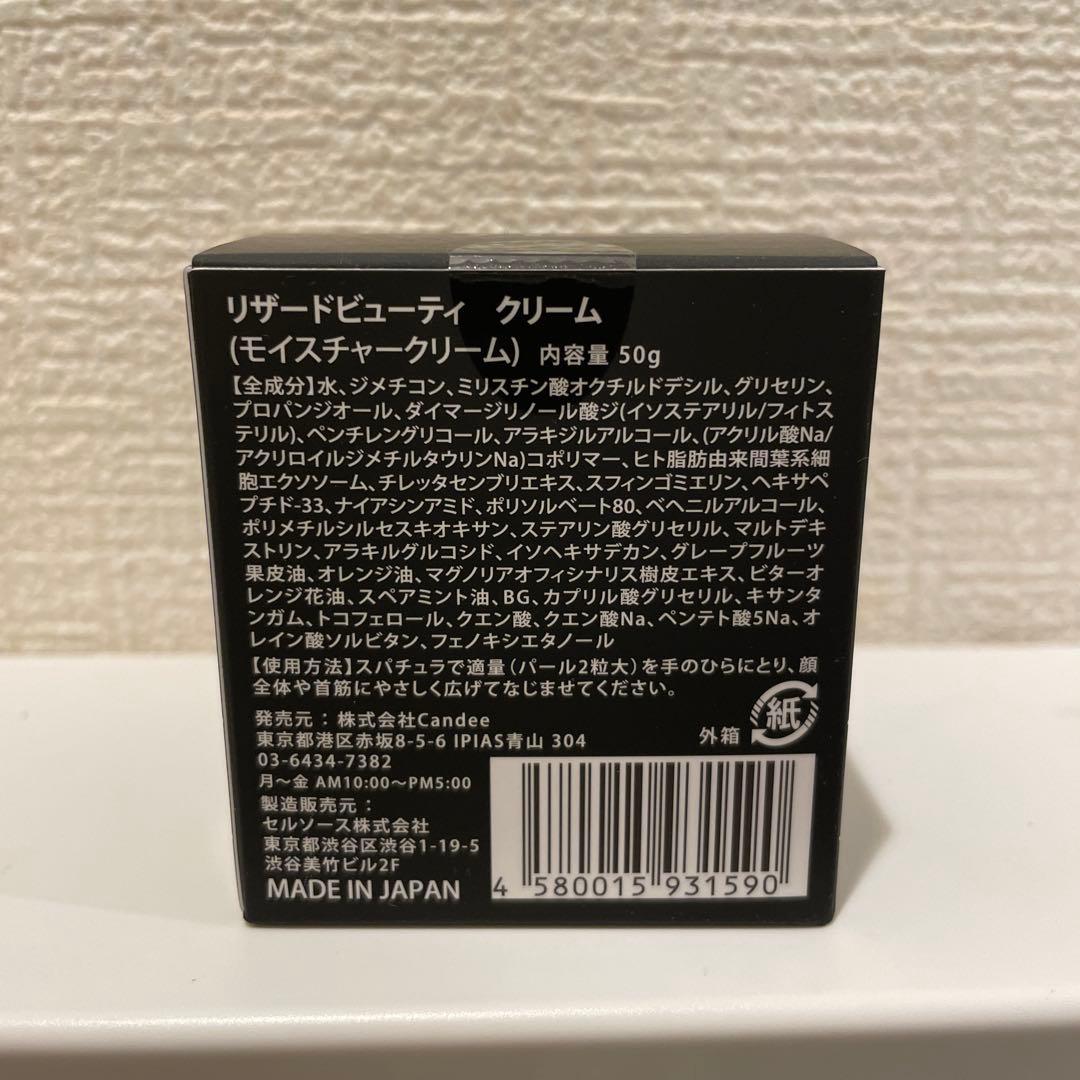 リザードビューティ　クリーム
(モイスチャークリーム) 内容量 50g
【全成分】水、ジメチコン、ミリスチン酸オクチルドデシル、グリセリン、
プロパンジオール、ダイマージリノール酸ジ(イソステアリル/フィトス
テリル)、ペンチレングリコール、アラキジルアルコール、(アクリル酸Na/
アクリロイルジメチルタウリンNa)コポリマー、ヒト脂肪由来間葉系細
胞エクソソーム、チレッタセンブリエキス、スフィンゴミエリン、ヘキサペ
プチド-33、ナイアシンアミド、ポリソルベート80、ベヘニルアルコール、
ポリメチルシルセスキオキサン、ステアリン酸グリセリル、マルトデキ
ストリン、アラキルグルコシド、イソヘキサデカン、グレープフルーツ
果皮油、オレンジ油、マグノリアオフィシナリス樹皮エキス、ビターオ
レンジ花油、スペアミント油、BG、カプリル酸グリセリル、キサンタ
ンガム、トコフェロール、クエン酸、クエン酸Na、ペンテト酸5Na、オ
レイン酸ソルビタン、フェノキシエタノール
【使用方法】スパチュラで適量（パール2粒大）を手のひらにとり、顔
全体や首筋にやさしく広げてなじませてください。
発売元：株式会社Candee
東京都港区赤坂8-5-6 IPIAS青山 304
03-6434-7382
月〜金 AM10:00〜PM5:00
外箱 紙
製造販売元：
セルソース株式会社
東京都渋谷区渋谷1-19-5
渋谷美竹ビル2F
MADE IN JAPAN
4 580015 931590